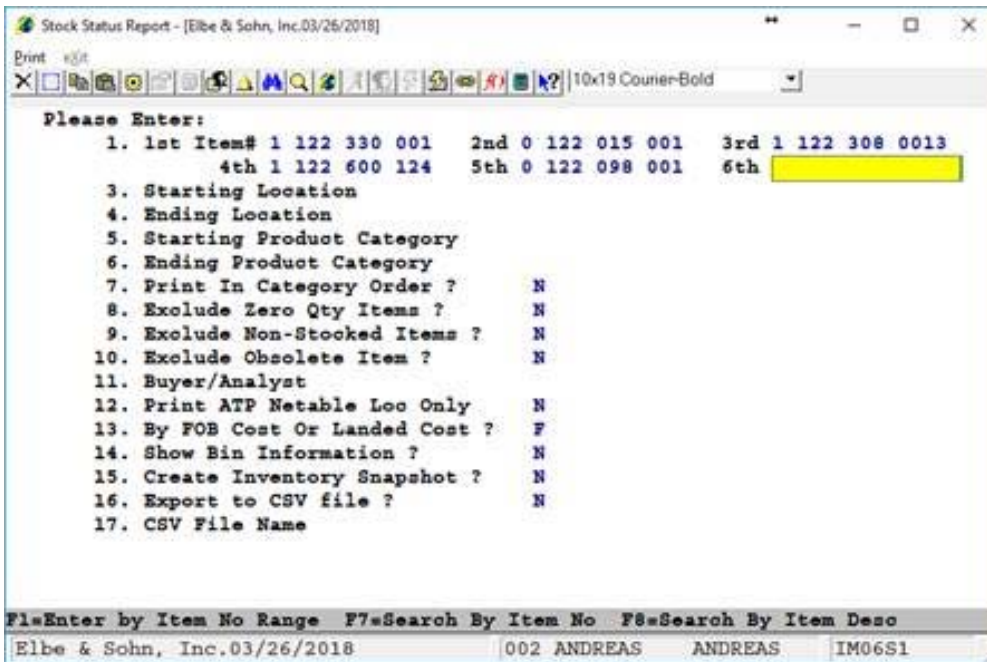 Stock Status Report - [Elbe & Sohn, Inc.03/26/2018]
Print eXit
10x19 Courier-Bold
Please Enter:
1. 1st Item# 1 122 330 001 2nd 0 122 015 001 3rd 1 122 308 0013
4th 1 122 600 124 5th 0 122 098 001 6th
3. Starting Location
4. Ending Location
5. Starting Product Category
6. Ending Product Category
7. Print In Category Order ? N
8. Exclude Zero Qty Items ? N
9. Exclude Non-Stocked Items ? N
10. Exclude Obsolete Item ? N
11. Buyer/Analyst
12. Print ATP Netable Loc Only N
13. By FOB Cost Or Landed Cost ? F
14. Show Bin Information ? N
15. Create Inventory Snapshot ? N
16. Export to CSV file ? N
17. CSV File Name
F1=Enter by Item No Range F7=Search By Item No F8=Search By Item Desc
Elbe & Sohn, Inc.03/26/2018 002 ANDREAS ANDREAS IM06S1